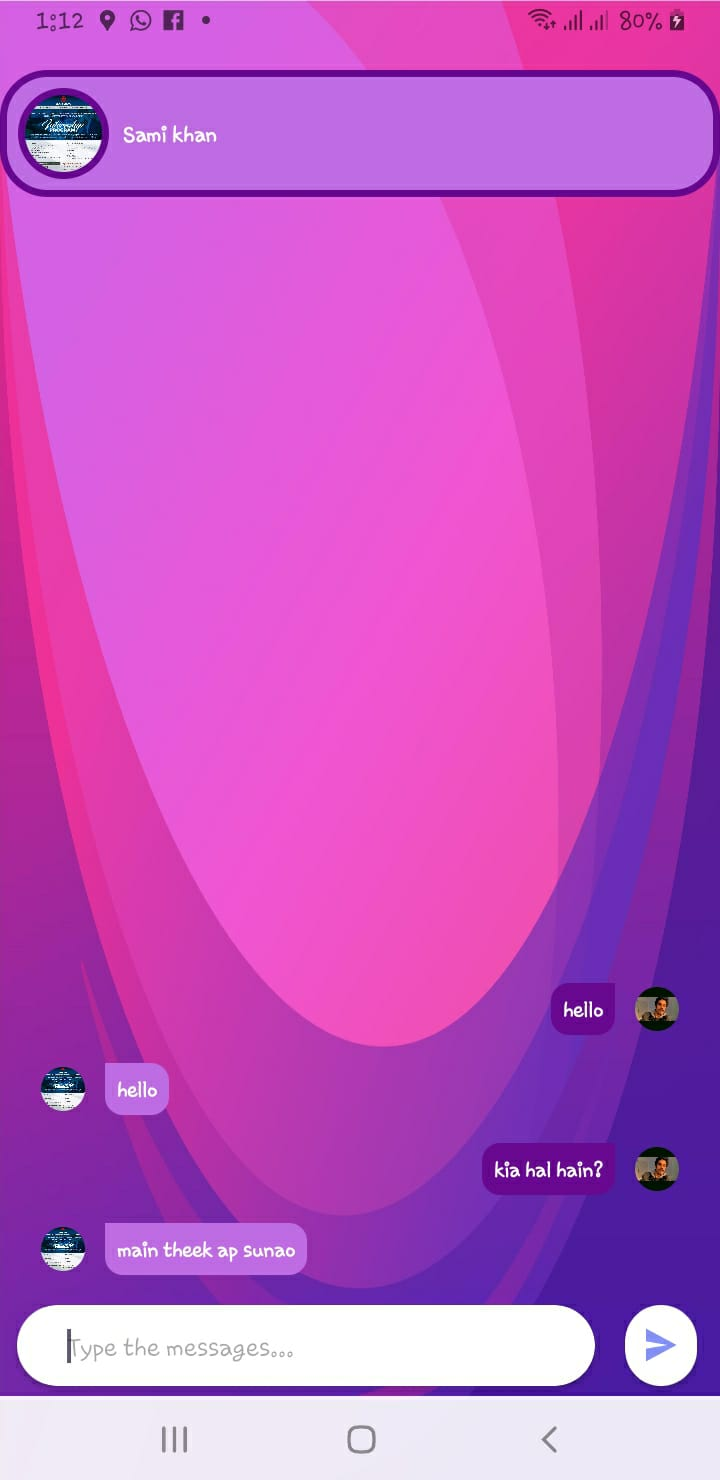 1:12
80%
Sami khan
hello
hello
kia hal hain?
main theek ap sunao
Type the messages...